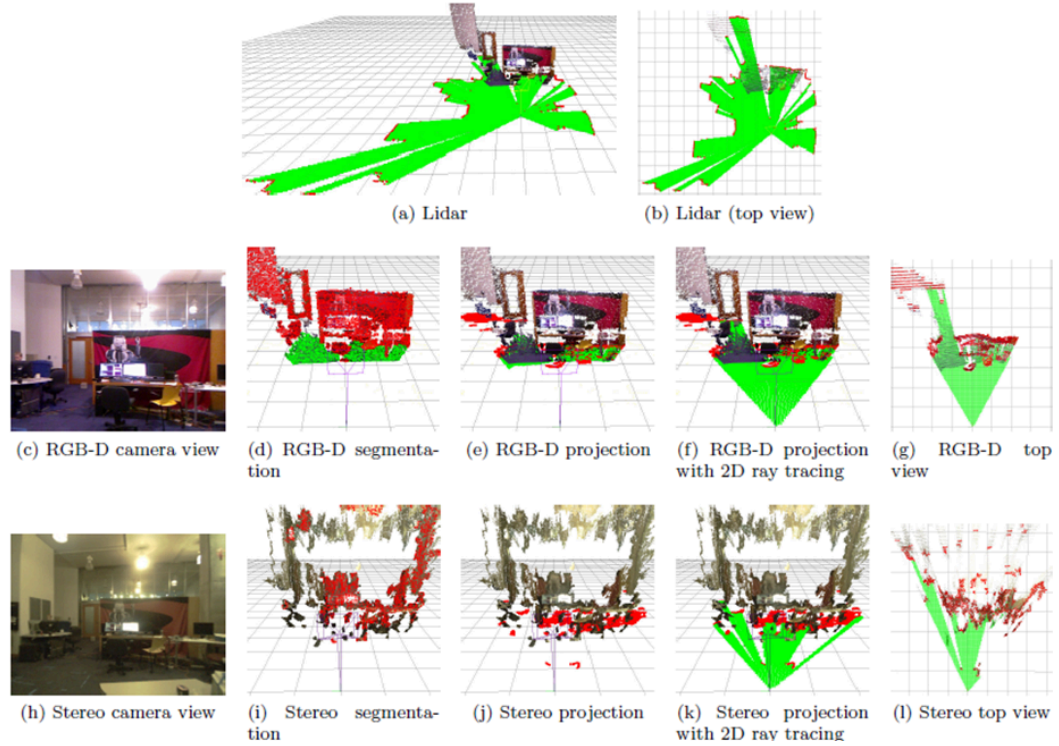 (a) Lidar
(b) Lidar (top view)
(c) RGB-D camera view
(d) RGB-D segmenta-
tion
(e) RGB-D projection
(f) RGB-D projection
with 2D ray tracing
(g) RGB-D top
view
(h) Stereo camera view
(i) Stereo segmenta-
tion
(j) Stereo projection
(k) Stereo projection
with 2D ray tracing
(l) Stereo top view